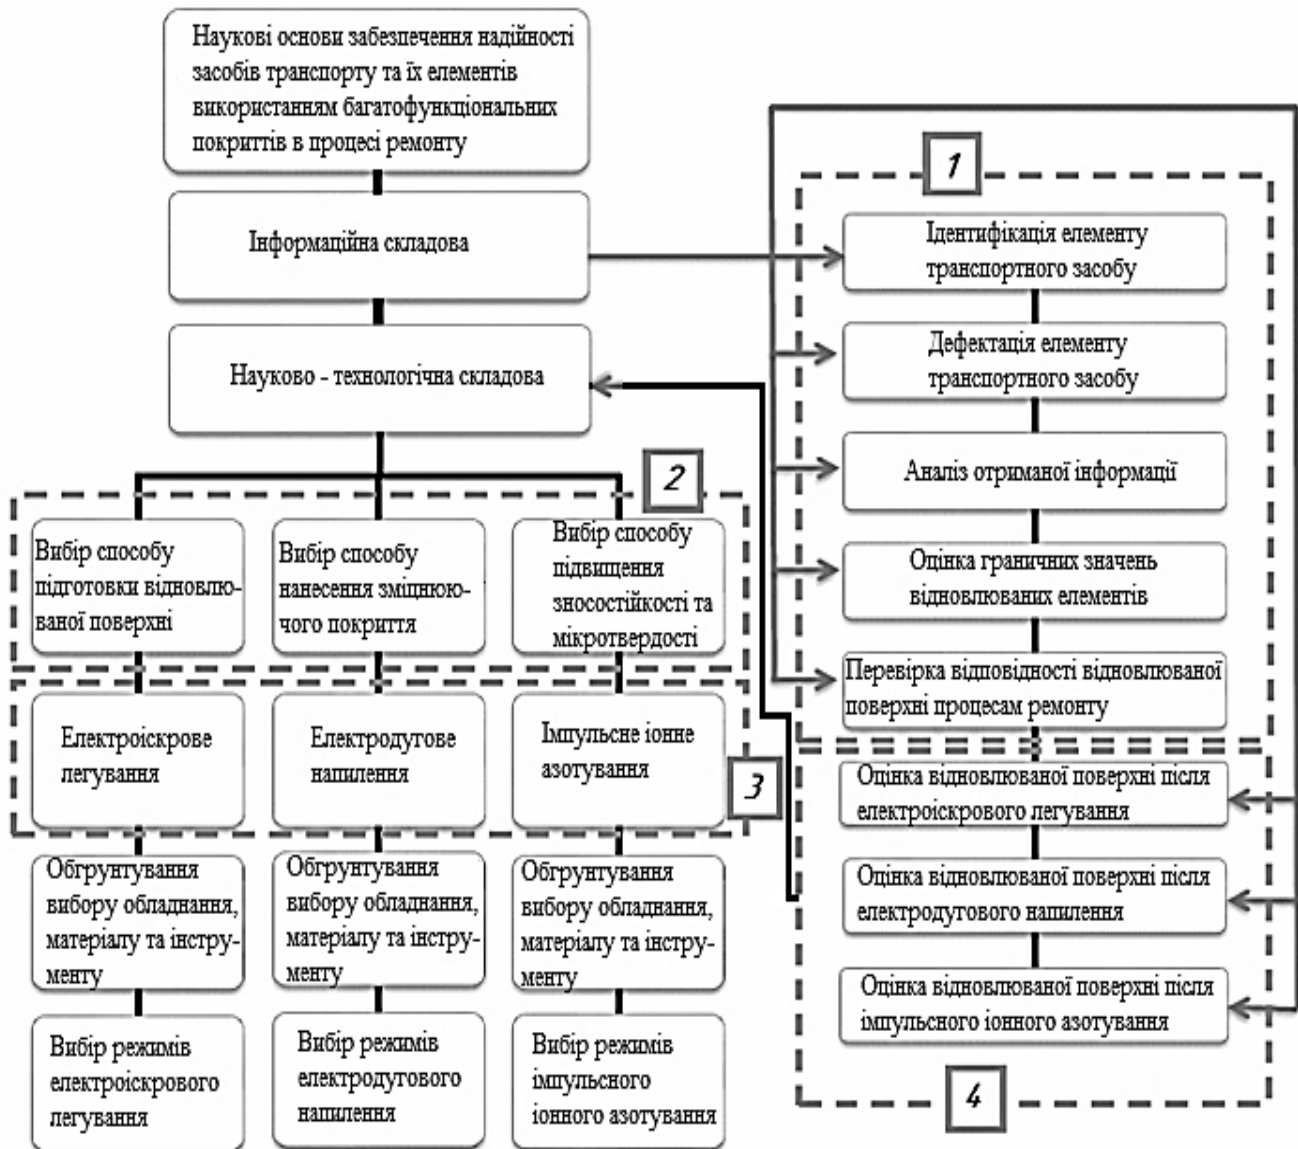 Наукові основи забезпечення надійності
засобів транспорту та їх елементів
використанням багатофункціональних
покриттів в процесі ремонту
Інформаційна складова
Науково - технологічна складова
1
Ідентифікація елементу
транспортного засобу
Дефектація елементу
транспортного засобу
Аналіз отриманої інформації
Оцінка граничних значень
відновлюваних елементів
Перевірка відповідності відновлюваної
поверхні процесам ремонту
2
Вибір способу
підготовки відновлю-
ваної поверхні
Вибір способу
нанесення зміцнюю-
чого покриття
Вибір способу
підвищення
зносостійкості та
мікротвердості
Електроіскрове
легування
Електродугове
напилення
Імпульсне іонне
азотування
3
Обгрунтування
вибору обладнання,
матеріалу та інстру-
менту
Обгрунтування
вибору обладнання,
матеріалу та інстру-
менту
Обгрунтування
вибору обладнання,
матеріалу та інстру-
менту
Вибір режимів
електроіскрового
легування
Вибір режимів
електродугового
напилення
Вибір режимів
імпульсного
іонного азотування
Оцінка відновлюваної поверхні після
електроіскрового легування
Оцінка відновлюваної поверхні після
електродугового напилення
Оцінка відновлюваної поверхні після
імпульсного іонного азотування
4